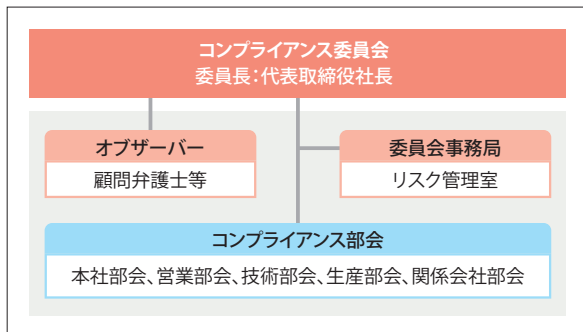 コンプライアンス委員会
委員長：代表取締役社長
オブザーバー
顧問弁護士等
委員会事務局
リスク管理室
コンプライアンス部会
本社部会、営業部会、技術部会、生産部会、関係会社部会